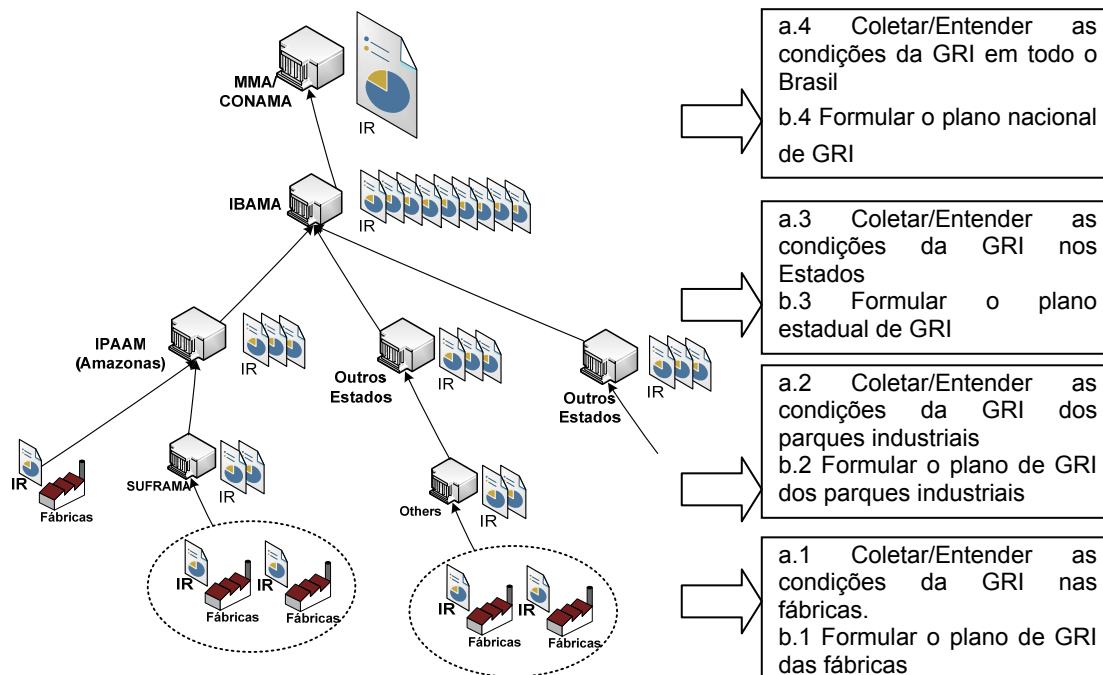 MMA/
CONAMA
IR
IBAMA
IPAAM
(Amazonas)
IR
Outros
Estados
IR
Outros
Estados
IR
IR
Fábricas
SUFRAMA
IR
Others
IR
IR
Fábricas
IR
Fábricas
IR
Fábricas
IR
Fábricas
a.4 Coletar/Entender as
condições da GRI em todo o
Brasil
b.4 Formular o plano nacional
de GRI
a.3 Coletar/Entender as
condições da GRI nos
Estados
b.3 Formular o plano
estadual de GRI
a.2 Coletar/Entender as
condições da GRI dos
parques industriais
b.2 Formular o plano de GRI
dos parques industriais
a.1 Coletar/Entender as
condições da GRI nas
fábricas.
b.1 Formular o plano de GRI
das fábricas